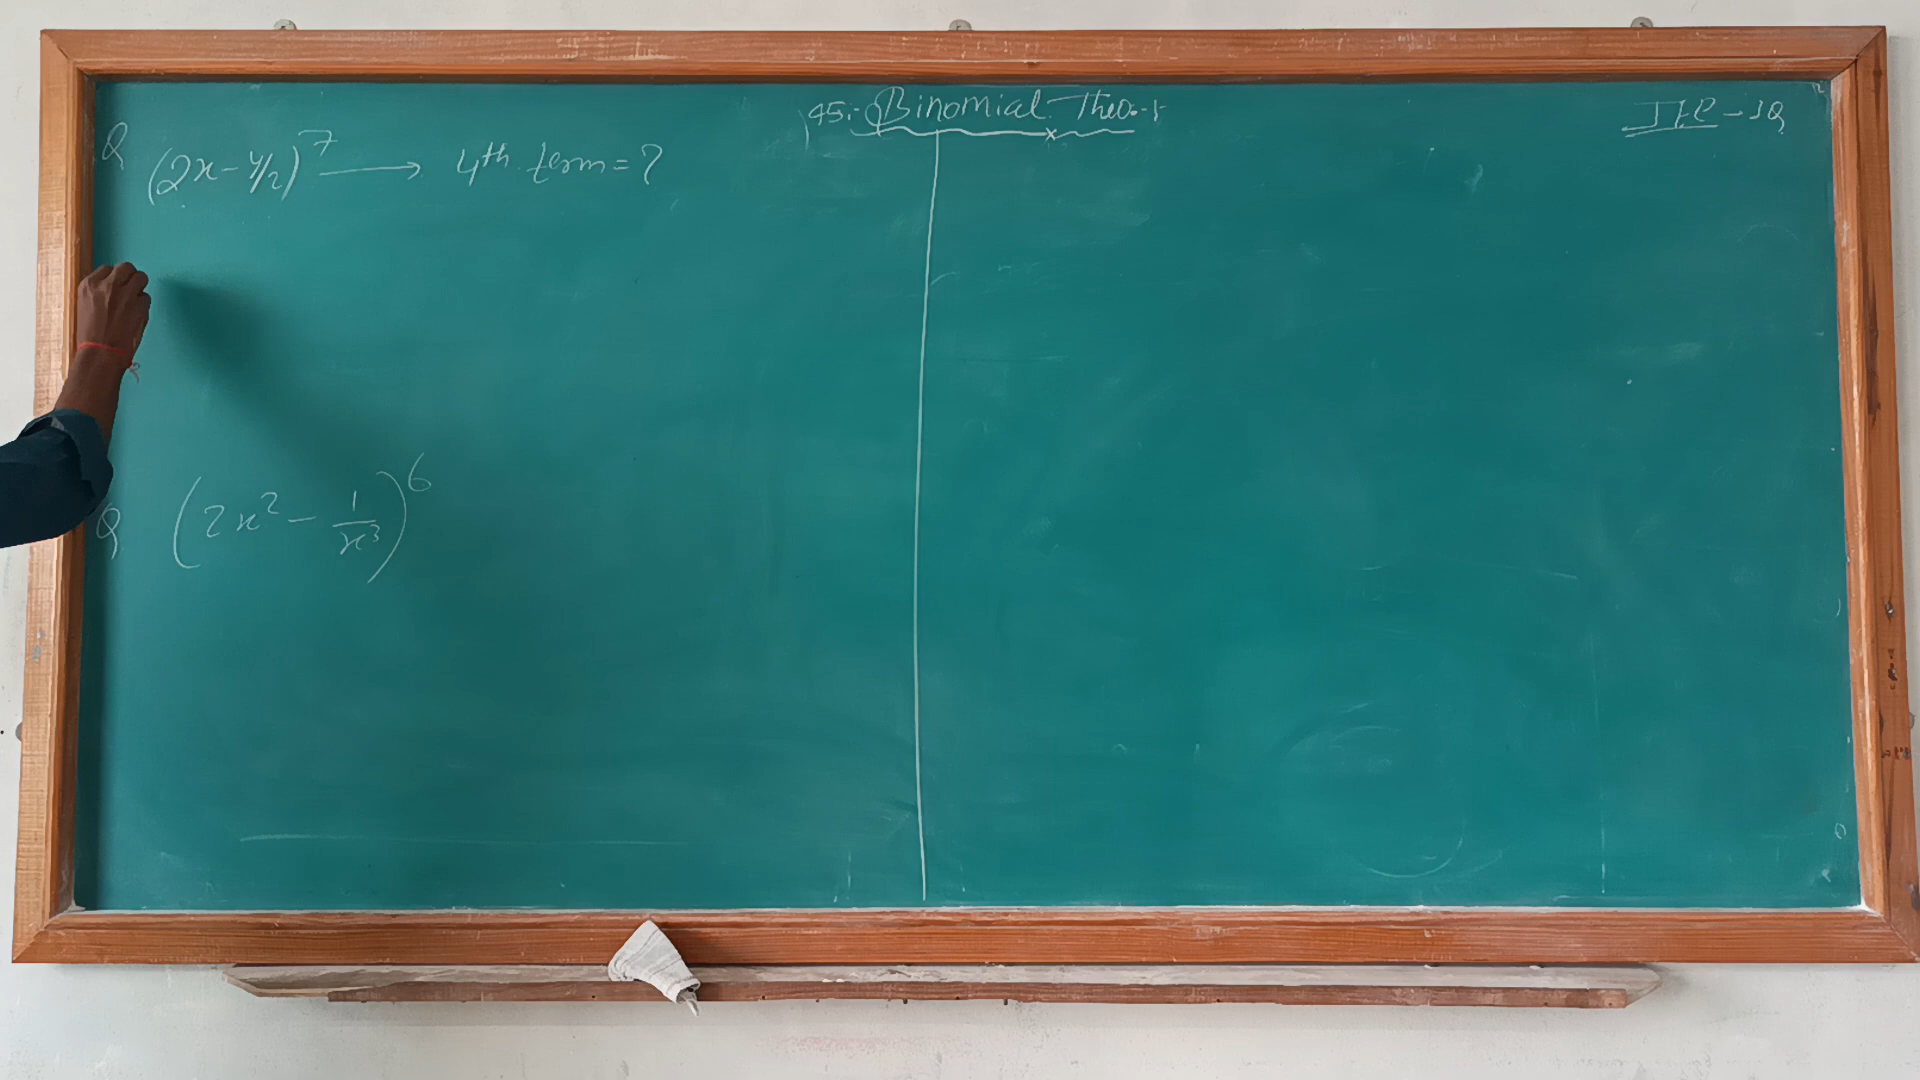 45:- Binomial Theo.
Q (2x - y/2)^7 ⟶ 4th term = ?
Q (2x² - 1/x³)^6